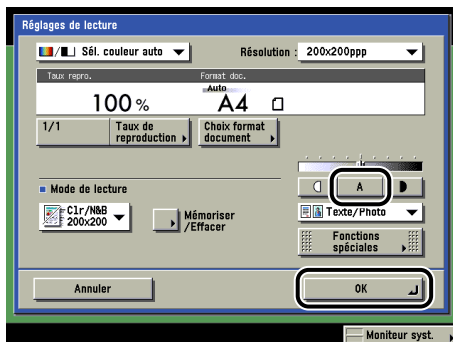 Réglages de lecture
Sél. couleur auto
Résolution : 200x200ppp
Taux repro.
Format doc.
Auto
100 %
A4
1/1
Taux de
reproduction
Choix format
document
Mode de lecture
A
Clr/N&B
200x200
Mémoriser
/Effacer
Texte/Photo
Fonctions
spéciales
Annuler
OK
Moniteur syst.